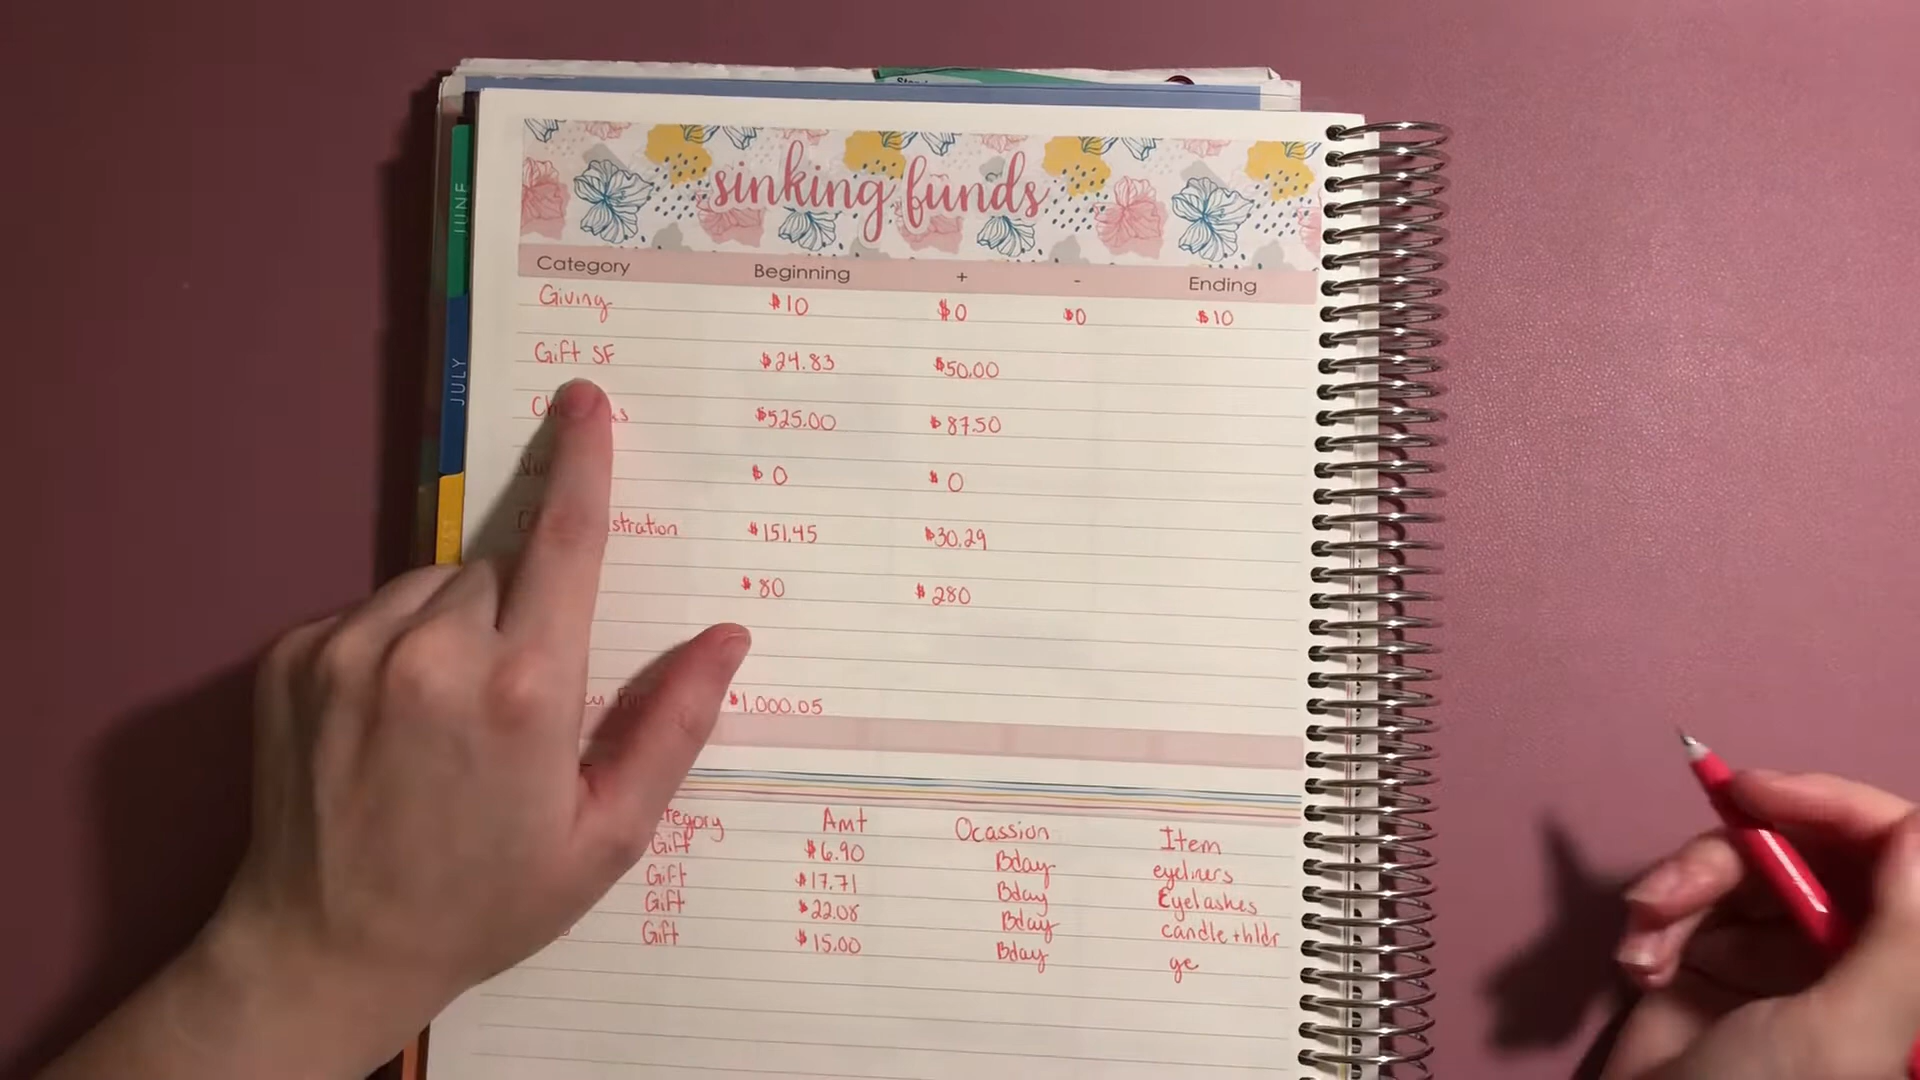 JUNE
JULY
sinking funds
Category Beginning + - Ending
Giving $10 $0 $0 $10
Gift SF $24.83 $50.00
$525.00 $87.50
$0 $0
$151.45 $30.29
$80 $280
$1,000.05
Amt Ocassion Item
Gift $6.90 Bday eyeliners
Gift $17.71 Bday Eyelashes
Gift $22.08 Bday candle+hldr
Gift $15.00 Bday gc